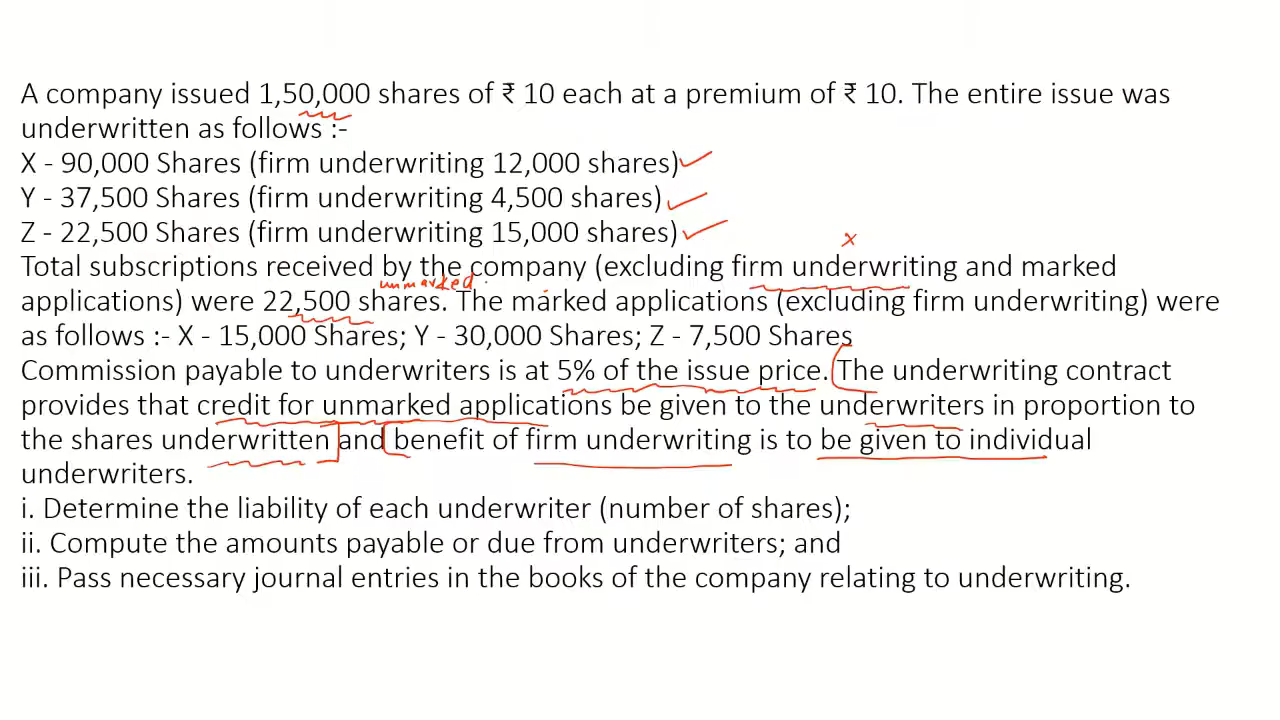 A company issued 1,50,000 shares of ₹ 10 each at a premium of ₹ 10. The entire issue was
underwritten as follows :-
X - 90,000 Shares (firm underwriting 12,000 shares)
Y - 37,500 Shares (firm underwriting 4,500 shares)
Z - 22,500 Shares (firm underwriting 15,000 shares)
x
Total subscriptions received by the company (excluding firm underwriting and marked
unmarked
applications) were 22,500 shares. The marked applications (excluding firm underwriting) were
as follows :- X - 15,000 Shares; Y - 30,000 Shares; Z - 7,500 Shares
Commission payable to underwriters is at 5% of the issue price. The underwriting contract
provides that credit for unmarked applications be given to the underwriters in proportion to
the shares underwritten and benefit of firm underwriting is to be given to individual
underwriters.
i. Determine the liability of each underwriter (number of shares);
ii. Compute the amounts payable or due from underwriters; and
iii. Pass necessary journal entries in the books of the company relating to underwriting.